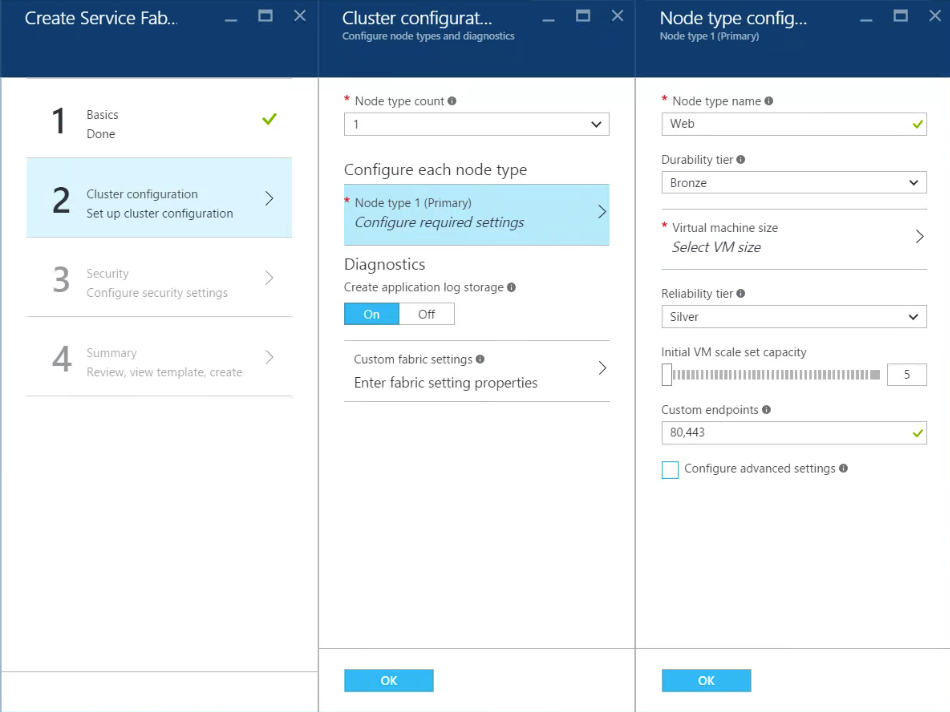 Create Service Fab...
1
Basics
Done
2
Cluster configuration
Set up cluster configuration
3
Security
Configure security settings
4
Summary
Review, view template, create
Cluster configurat...
Configure node types and diagnostics
* Node type count
1
Configure each node type
* Node type 1 (Primary)
Configure required settings
Diagnostics
Create application log storage
On Off
Custom fabric settings
Enter fabric setting properties
OK
Node type config...
Node type 1 (Primary)
* Node type name
Web
Durability tier
Bronze
* Virtual machine size
Select VM size
Reliability tier
Silver
Initial VM scale set capacity
5
Custom endpoints
80,443
Configure advanced settings
OK